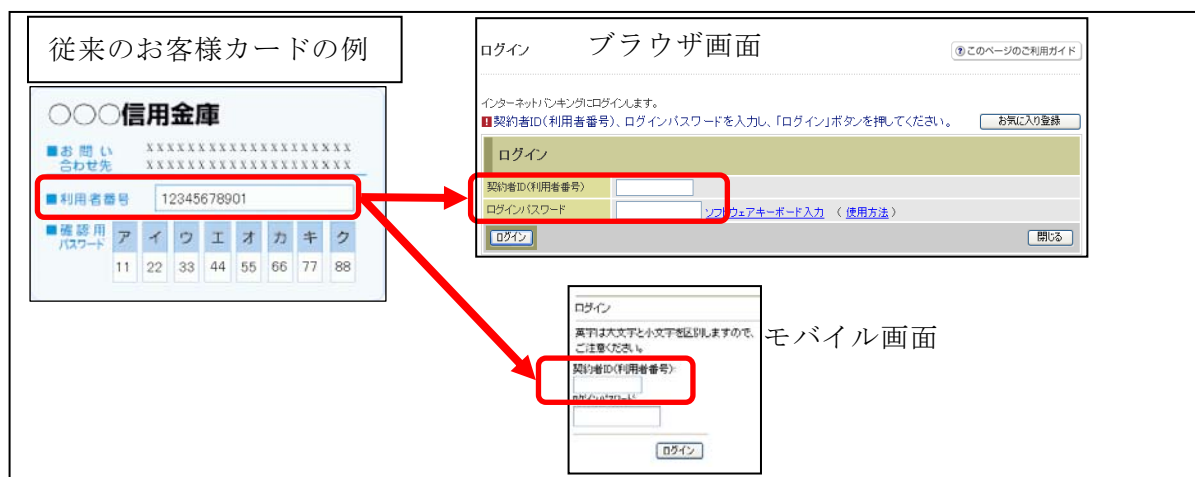 従来のお客様カードの例
○○○信用金庫
■お問い
合わせ先
XXXXXXXXXXXXXXXXXXX
XXXXXXXXXXXXXXXXXXX
■利用者番号 12345678901
■確認用
パスワード
ア イ ウ エ オ カ キ ク
11 22 33 44 55 66 77 88
ブラウザ画面
ログイン
このページのご利用ガイド
インターネットバンキングにログインします。
契約者ID(利用者番号)、ログインパスワードを入力し、「ログイン」ボタンを押してください。
お気に入り登録
ログイン
契約者ID(利用者番号)
ログインパスワード
ソフトウェアキーボード入力 ( 使用方法 )
ログイン
閉じる
モバイル画面
ログイン
英字は大文字と小文字を区別しますので、
ご注意ください。
契約者ID(利用者番号):
ログインパスワード:
ログイン